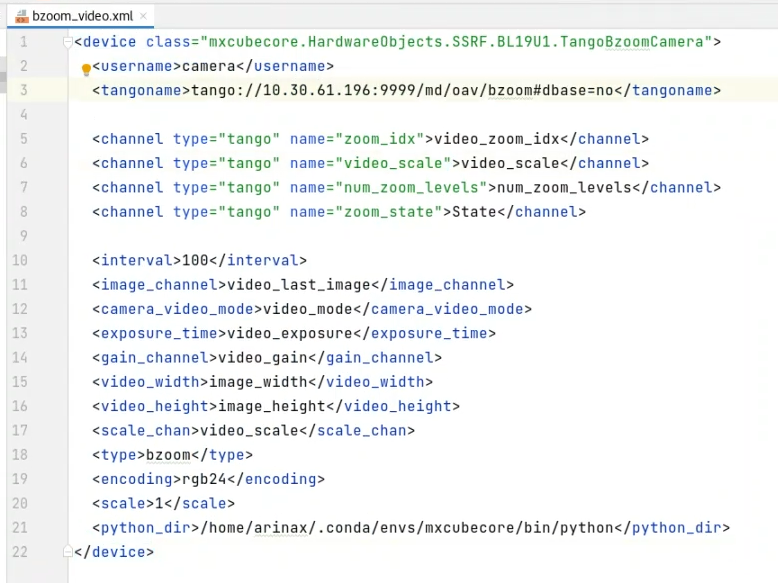 bzoom_video.xml ×
1 <device class="mxcubecore.HardwareObjects.SSRF.BL19U1.TangoBzoomCamera">
2 <username>camera</username>
3 <tangoname>tango://10.30.61.196:9999/md/oav/bzoom#dbase=no</tangoname>
4
5 <channel type="tango" name="zoom_idx">video_zoom_idx</channel>
6 <channel type="tango" name="video_scale">video_scale</channel>
7 <channel type="tango" name="num_zoom_levels">num_zoom_levels</channel>
8 <channel type="tango" name="zoom_state">State</channel>
9
10 <interval>100</interval>
11 <image_channel>video_last_image</image_channel>
12 <camera_video_mode>video_mode</camera_video_mode>
13 <exposure_time>video_exposure</exposure_time>
14 <gain_channel>video_gain</gain_channel>
15 <video_width>image_width</video_width>
16 <video_height>image_height</video_height>
17 <scale_chan>video_scale</scale_chan>
18 <type>bzoom</type>
19 <encoding>rgb24</encoding>
20 <scale>1</scale>
21 <python_dir>/home/arinax/.conda/envs/mxcubecore/bin/python</python_dir>
22 </device>